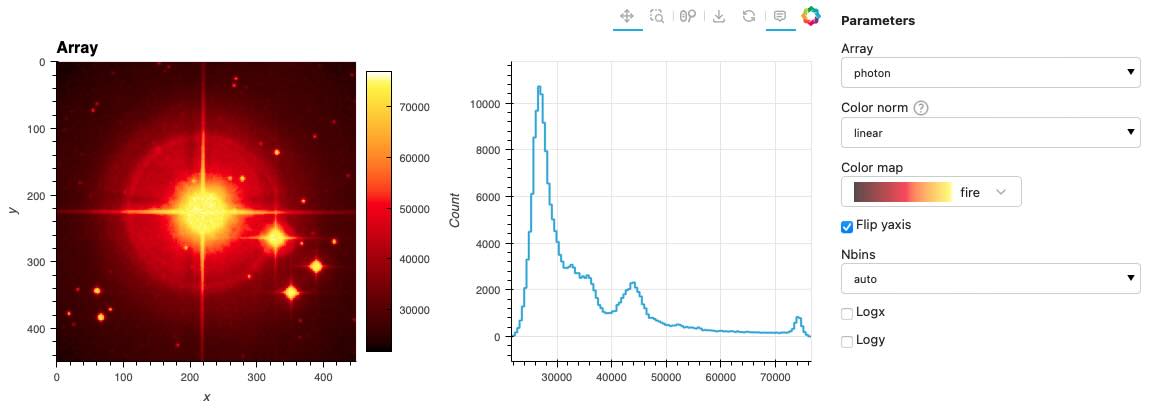 Array
0
100
200
300
400
y
0
100
200
300
400
x
70000
60000
50000
40000
30000
10000
8000
6000
4000
2000
0
Count
30000
40000
50000
60000
70000
Parameters
Array
photon
Color norm ?
linear
Color map
fire
Flip yaxis
Nbins
auto
Logx
Logy